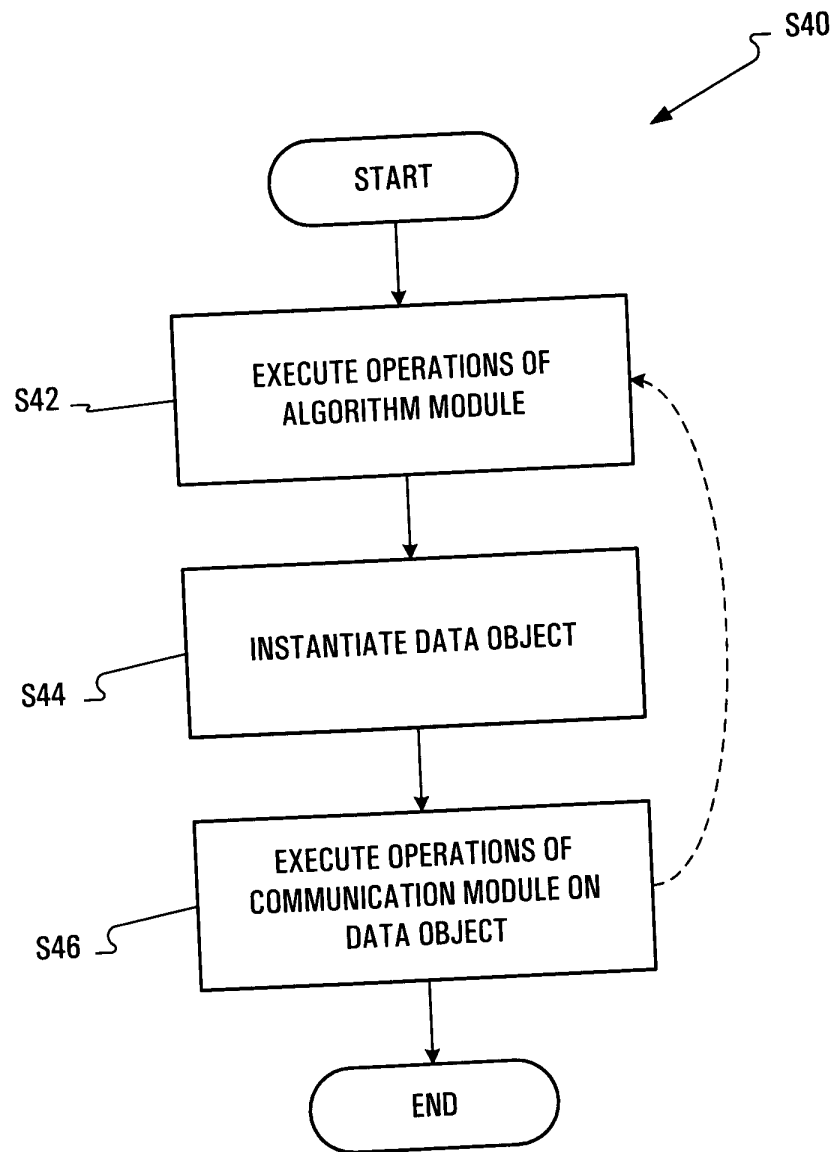 S40
START
S42
EXECUTE OPERATIONS OF
ALGORITHM MODULE
S44
INSTANTIATE DATA OBJECT
S46
EXECUTE OPERATIONS OF
COMMUNICATION MODULE ON
DATA OBJECT
END